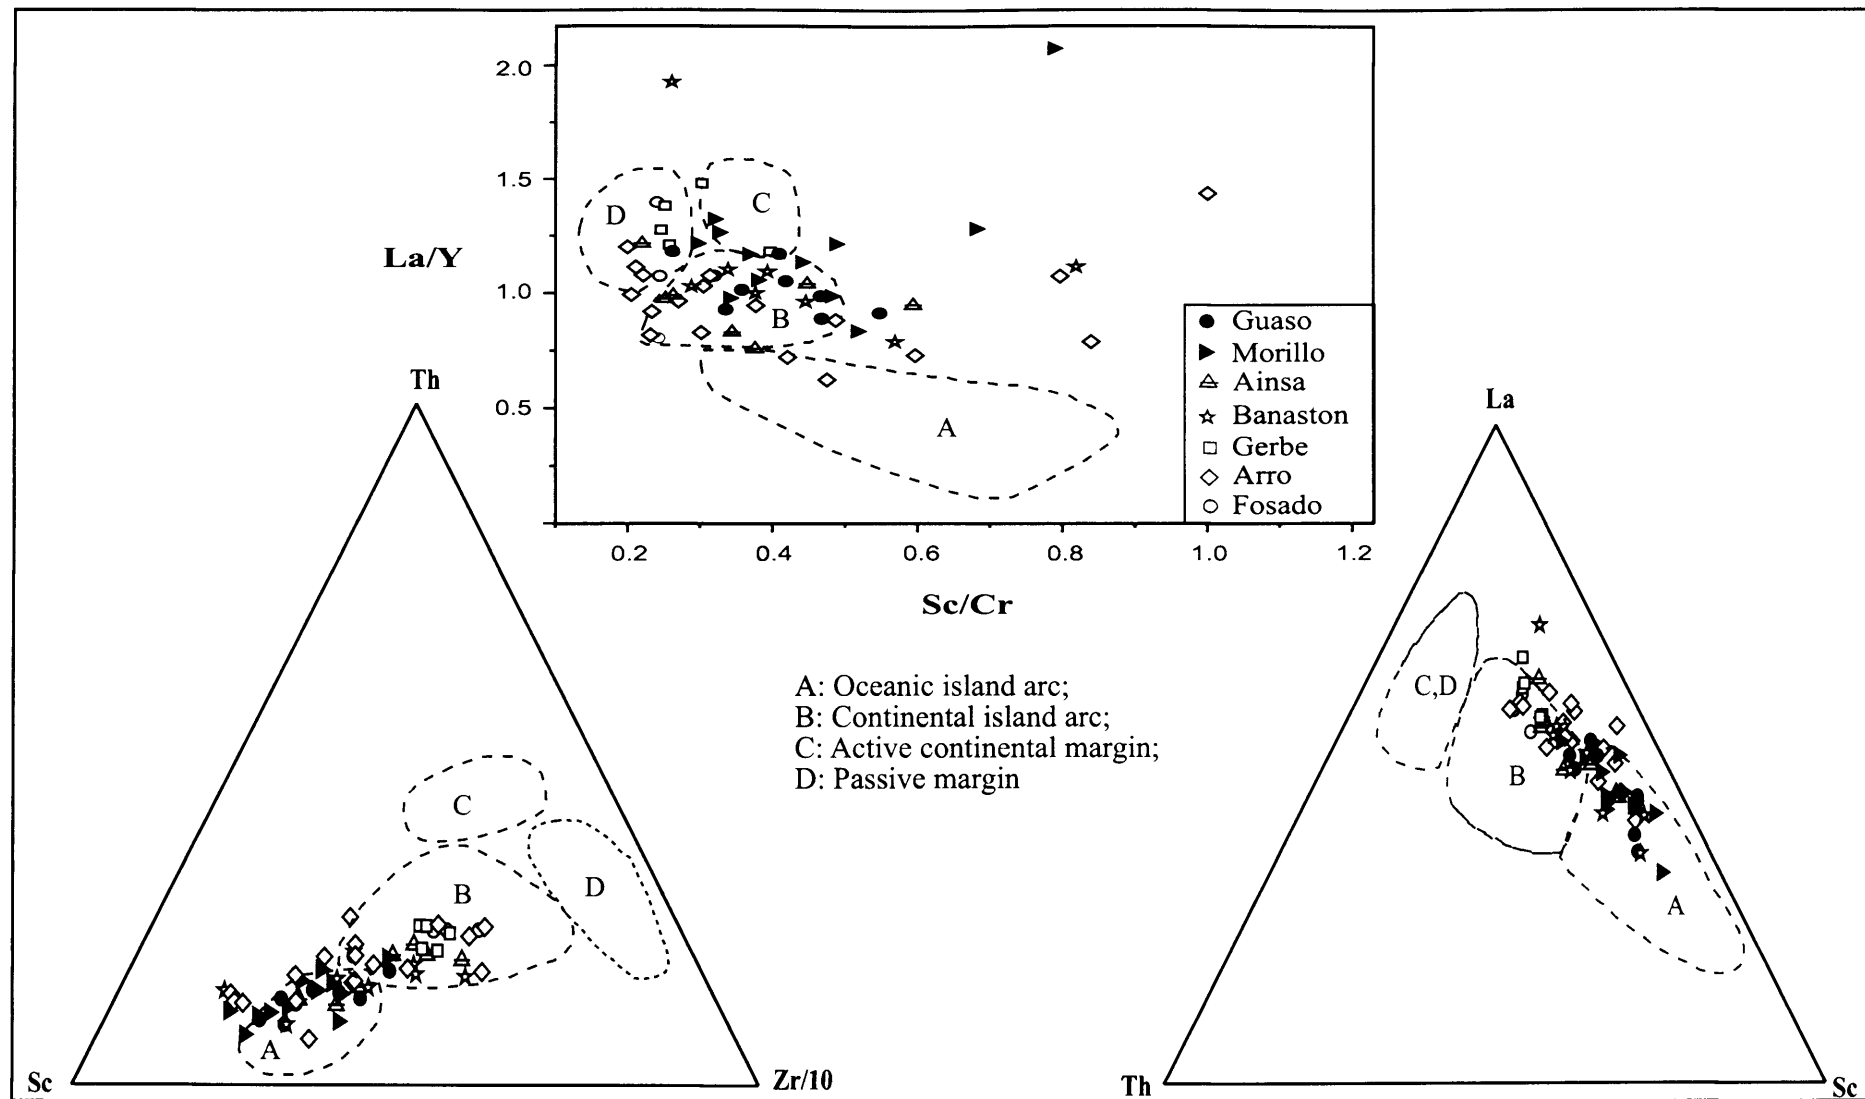 2.0
1.5
1.0
0.5
La/Y
D
C
B
A
Guaso
Morillo
Ainsa
Banaston
Gerbe
Arro
Fosado
0.2 0.4 0.6 0.8 1.0 1.2
Sc/Cr
A: Oceanic island arc;
B: Continental island arc;
C: Active continental margin;
D: Passive margin
Th
C
B
D
A
Sc
Zr/10
La
C,D
B
A
Th
Sc